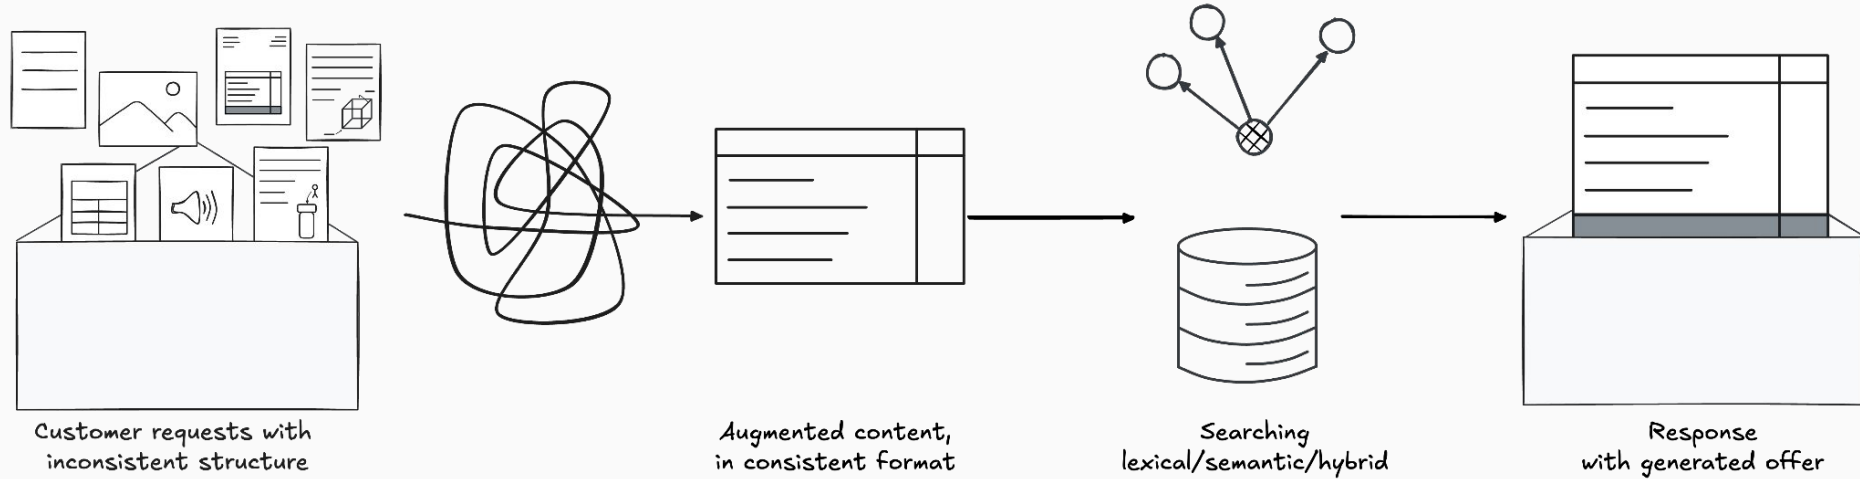 Customer requests with
inconsistent structure
Augmented content,
in consistent format
Searching
lexical/semantic/hybrid
Response
with generated offer